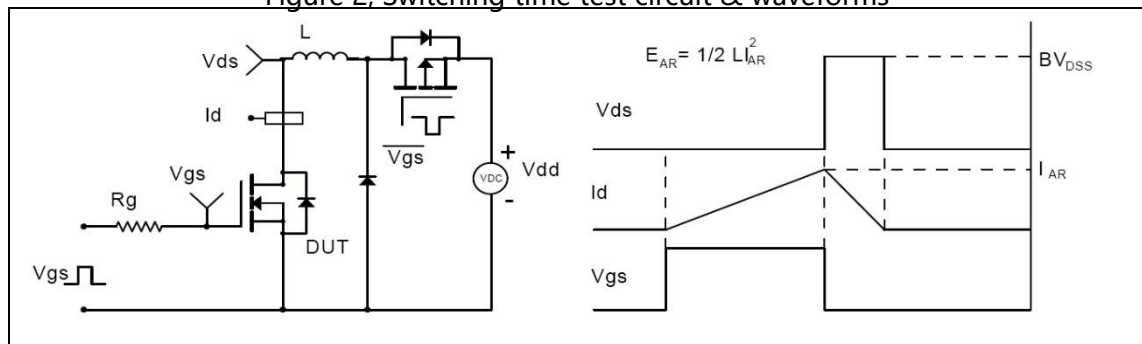 Figure 2, Switching time test circuit & waveforms
L
Vds
Id
Vgs
Rg
DUT
Vgs
Vgs
+
VDC
Vdd
-
E_AR = 1/2 LI²_AR
BV_DSS
Vds
I_AR
Id
Vgs